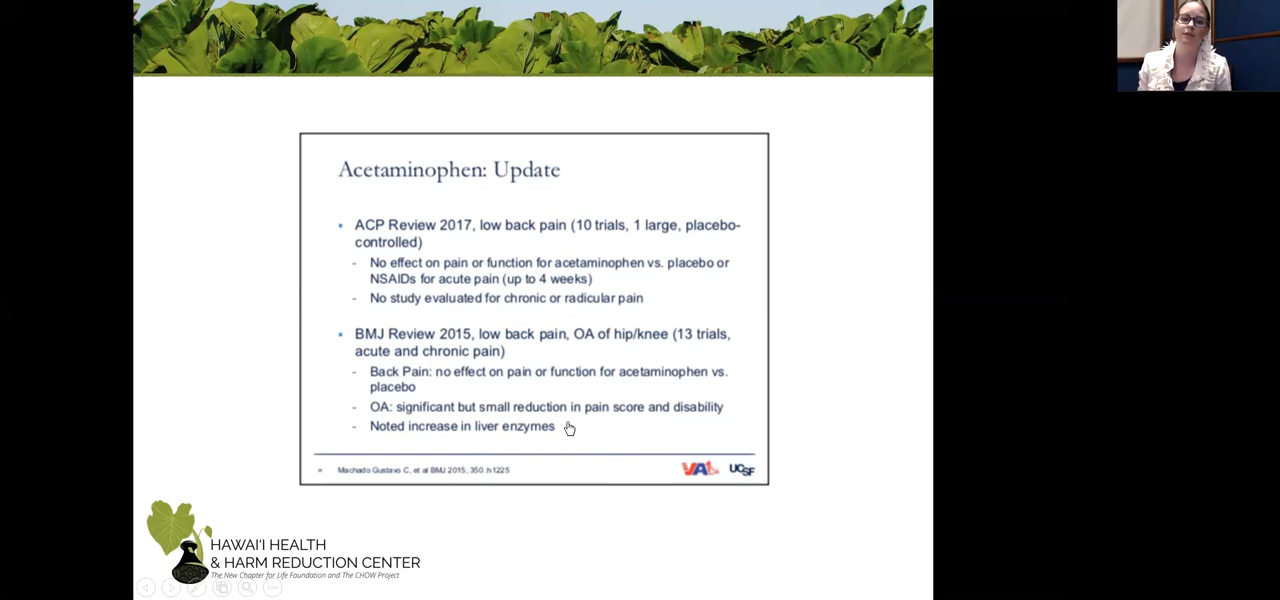 Acetaminophen: Update
▪ ACP Review 2017, low back pain (10 trials, 1 large, placebo-
controlled)
- No effect on pain or function for acetaminophen vs. placebo or
NSAIDs for acute pain (up to 4 weeks)
- No study evaluated for chronic or radicular pain
▪ BMJ Review 2015, low back pain, OA of hip/knee (13 trials,
acute and chronic pain)
- Back Pain: no effect on pain or function for acetaminophen vs.
placebo
- OA: significant but small reduction in pain score and disability
- Noted increase in liver enzymes
Machado Gustavo C, et al BMJ 2015; 350:h1225
VA UCSF
HAWAI'I HEALTH
& HARM REDUCTION CENTER
The New Chapter for Life Foundation and The CHOW Project